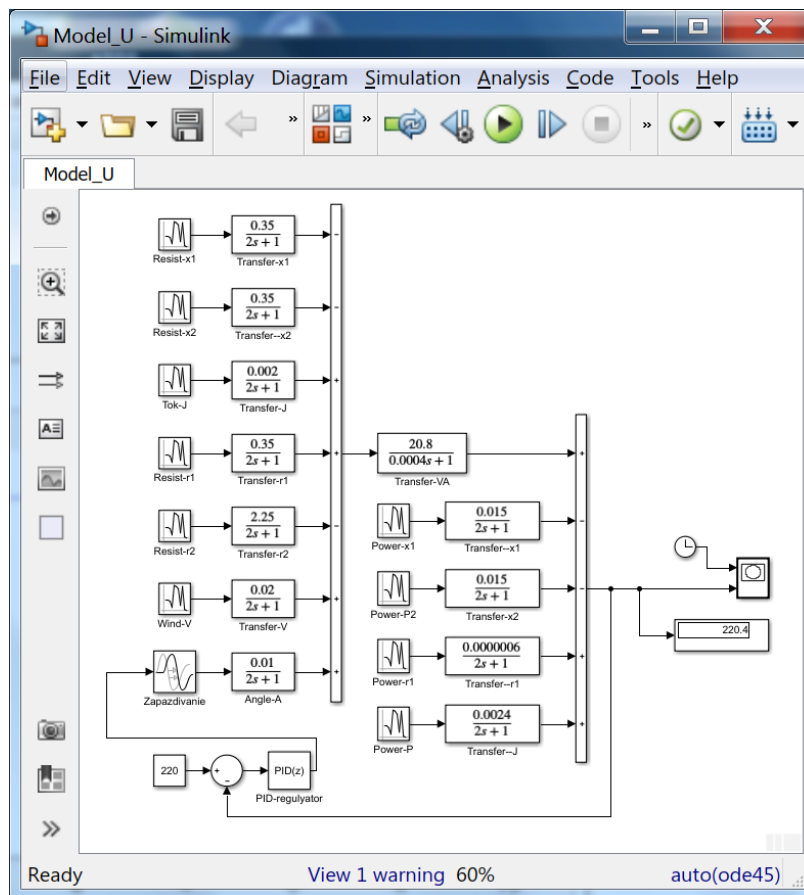 Model_U - Simulink
File Edit View Display Diagram Simulation Analysis Code Tools Help
Model_U
0.35
2s + 1
Resist-x1
Transfer-x1
0.35
2s + 1
Resist-x2
Transfer--x2
0.002
2s + 1
Tok-J
Transfer-J
0.35
2s + 1
Resist-r1
Transfer-r1
20.8
0.0004s + 1
Transfer-VA
2.25
2s + 1
Resist-r2
Transfer-r2
0.015
2s + 1
Power-x1
Transfer--x1
0.02
2s + 1
Wind-V
Transfer-V
0.015
2s + 1
Power-P2
Transfer-x2
220.4
0.01
2s + 1
Zapazdivanie
Angle-A
0.0000006
2s + 1
Power-r1
Transfer--r1
0.0024
2s + 1
Power-P
Transfer--J
220
PID(z)
PID-regulyator
Ready View 1 warning 60% auto(ode45)